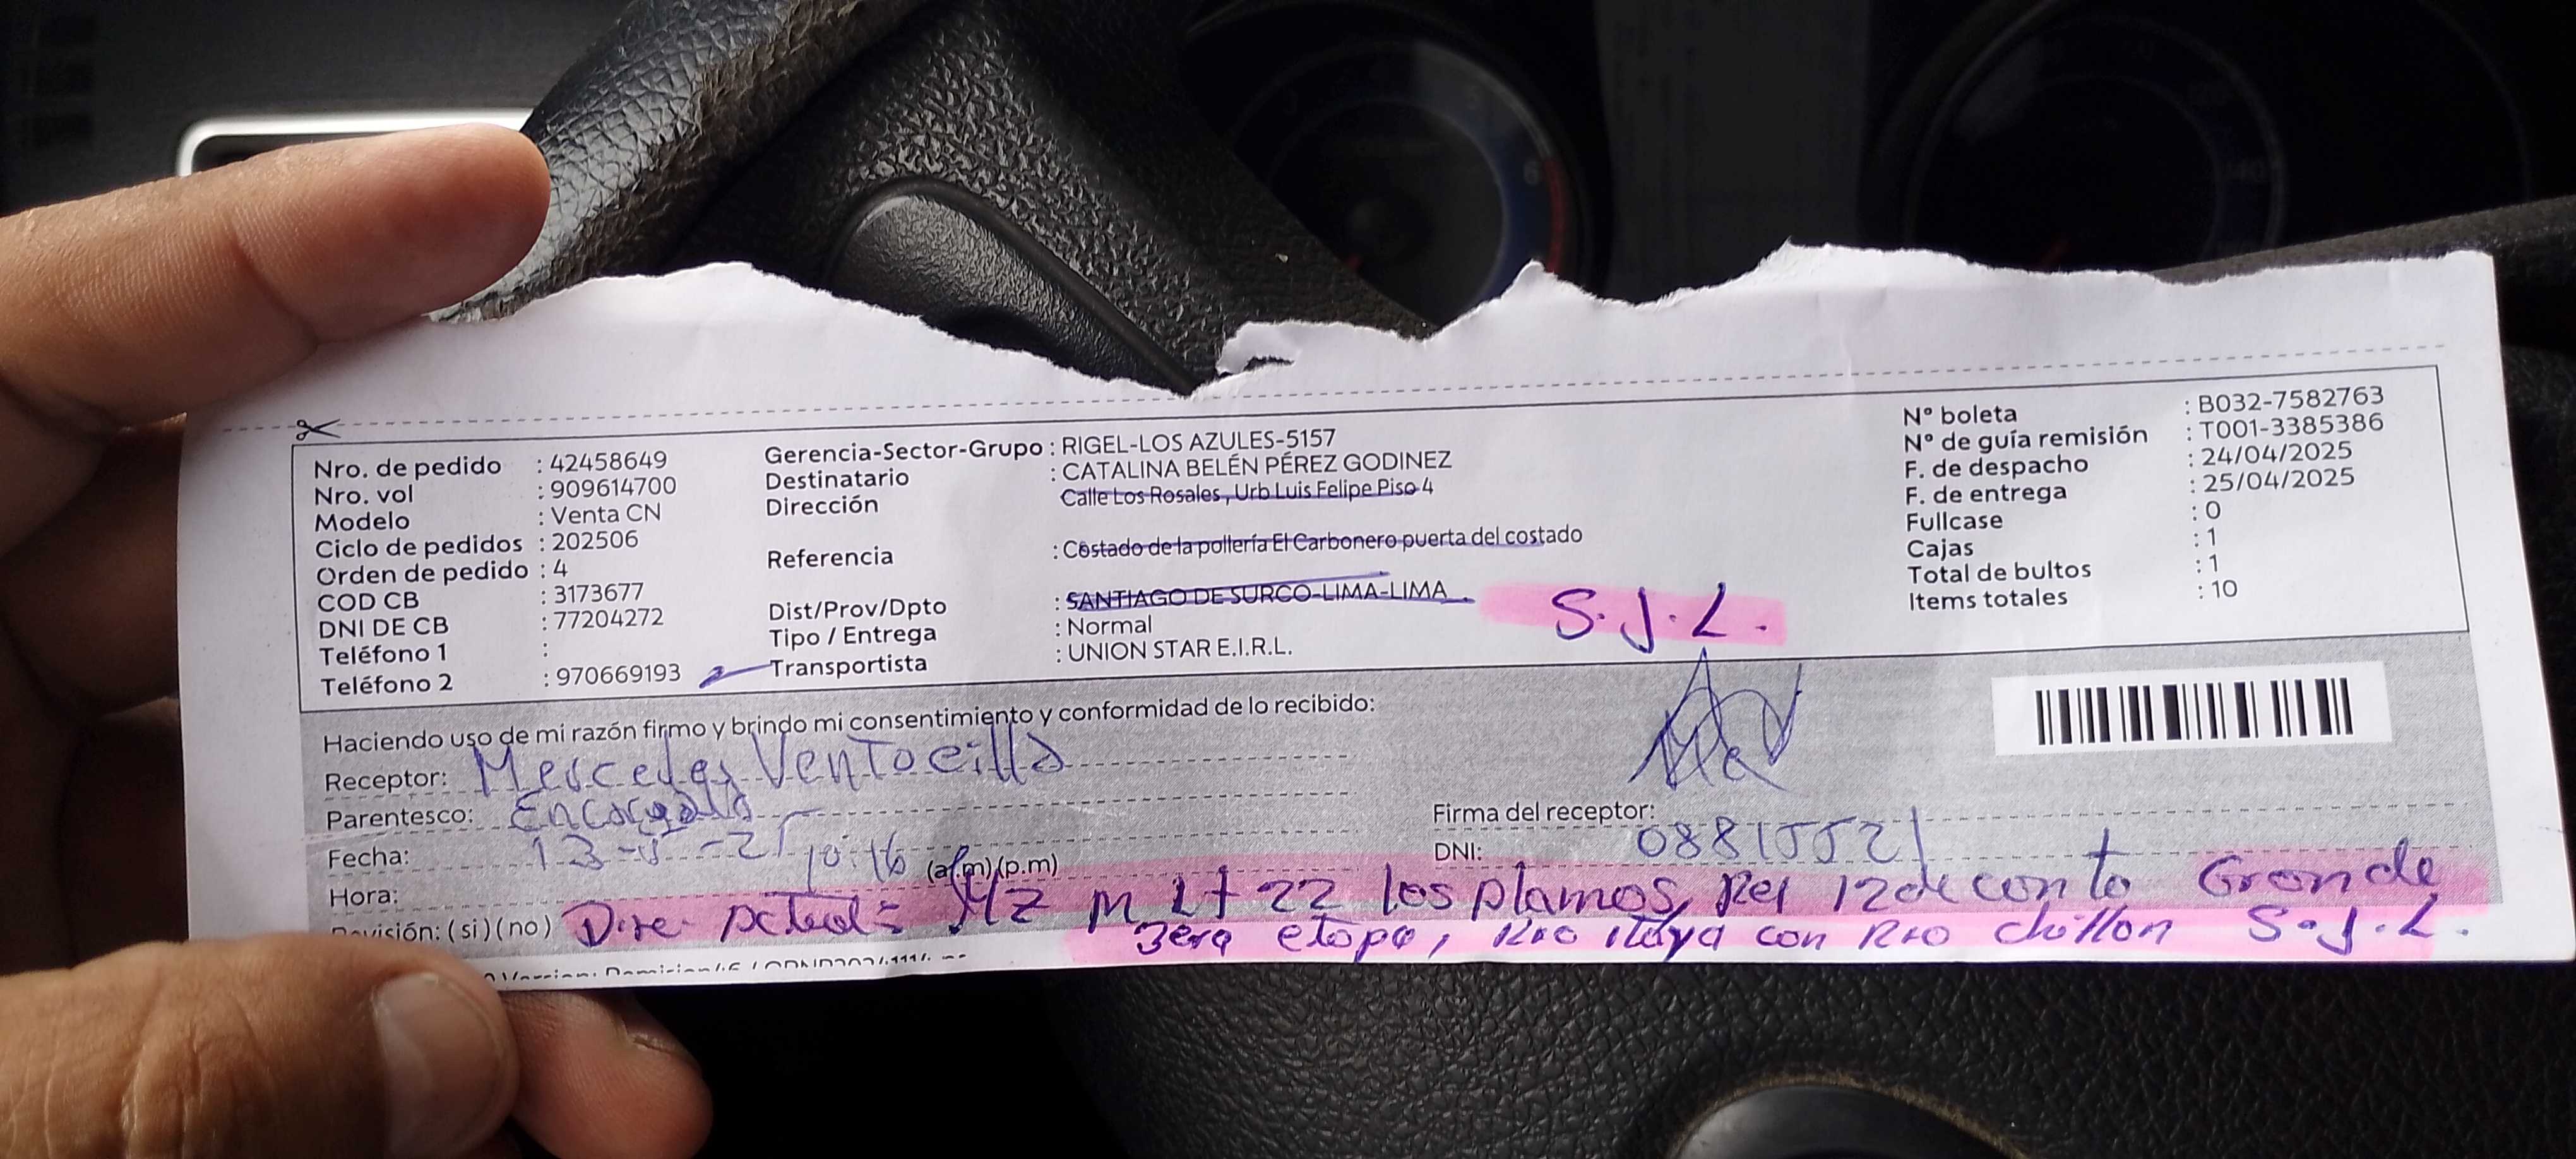 Nro. de pedido : 42458649
Nro. vol : 909614700
Modelo : Venta CN
Ciclo de pedidos : 202506
Orden de pedido : 4
COD CB : 3173677
DNI DE CB : 77204272
Teléfono 1 :
Teléfono 2 : 970669193
Gerencia-Sector-Grupo : RIGEL-LOS AZULES-5157
Destinatario : CATALINA BELÉN PÉREZ GODINEZ
Dirección Calle Los Rosales, Urb Luis Felipe Piso 4
Referencia : Costado de la pollería El Carbonero puerta del costado
Dist/Prov/Dpto : SANTIAGO DE SURCO-LIMA-LIMA
S.J.L.
Tipo / Entrega : Normal
Transportista : UNION STAR E.I.R.L.
N° boleta : B032-7582763
N° de guía remisión : T001-3385386
F. de despacho : 24/04/2025
F. de entrega : 25/04/2025
Fullcase : 0
Cajas : 1
Total de bultos : 1
Items totales : 10
Haciendo uso de mi razón firmo y brindo mi consentimiento y conformidad de lo recibido:
Receptor: Mercedes Ventocilla
Parentesco: Encargada
Fecha: 13
Hora: 10:16 (a.m)(p.m)
Firma del receptor:
DNI: 08815521
(si)(no) Dire. Actual = Mz M Lt 22 los plamos, 12 de canto Grande
3era etapa, Rio itaya con Rio chillon S.J.L.